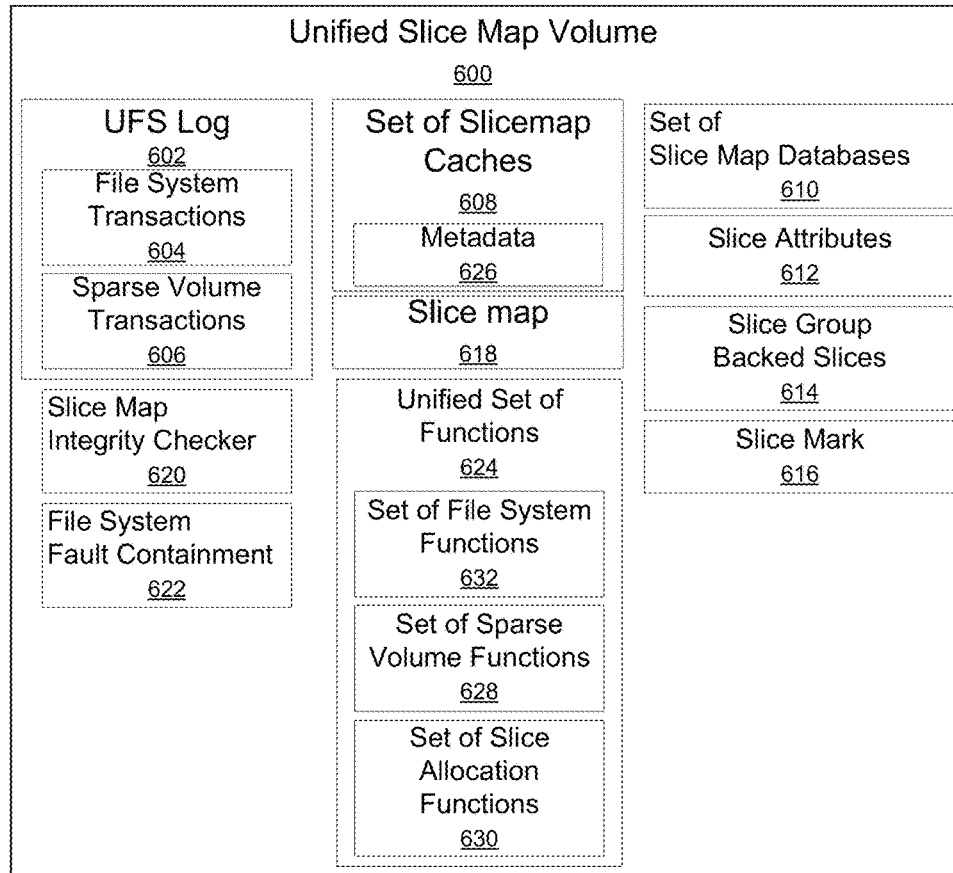 Unified Slice Map Volume
600
UFS Log
602
File System
Transactions
604
Sparse Volume
Transactions
606
Slice Map
Integrity Checker
620
File System
Fault Containment
622
Set of Slicemap
Caches
608
Metadata
626
Slice map
618
Unified Set of
Functions
624
Set of File System
Functions
632
Set of Sparse
Volume Functions
628
Set of Slice
Allocation
Functions
630
Set of
Slice Map Databases
610
Slice Attributes
612
Slice Group
Backed Slices
614
Slice Mark
616